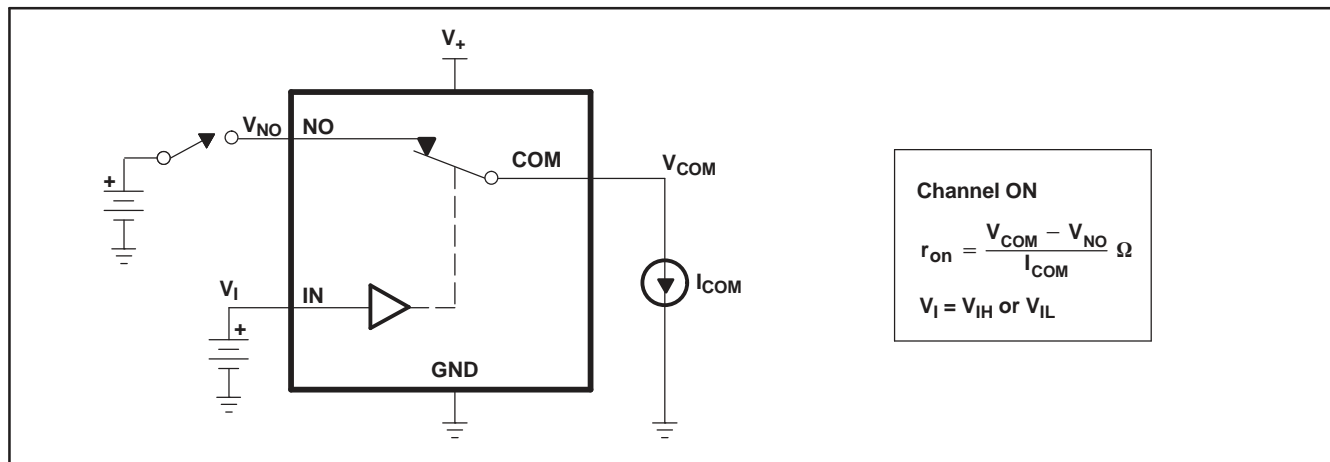 V+
VNO NO
COM VCOM
+
ICOM
VI IN
+
GND
Channel ON
ron = VCOM − VNO / ICOM Ω
VI = VIH or VIL